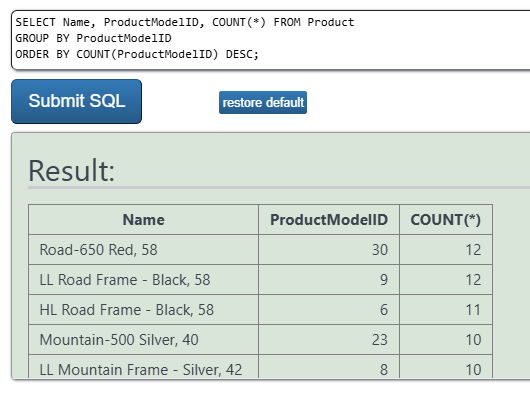 SELECT Name, ProductModelID, COUNT(*) FROM Product
GROUP BY ProductModelID
ORDER BY COUNT(ProductModelID) DESC;
Submit SQL restore default
Result:
Name ProductModelID COUNT(*)
Road-650 Red, 58 30 12
LL Road Frame - Black, 58 9 12
HL Road Frame - Black, 58 6 11
Mountain-500 Silver, 40 23 10
LL Mountain Frame - Silver, 42 8 10